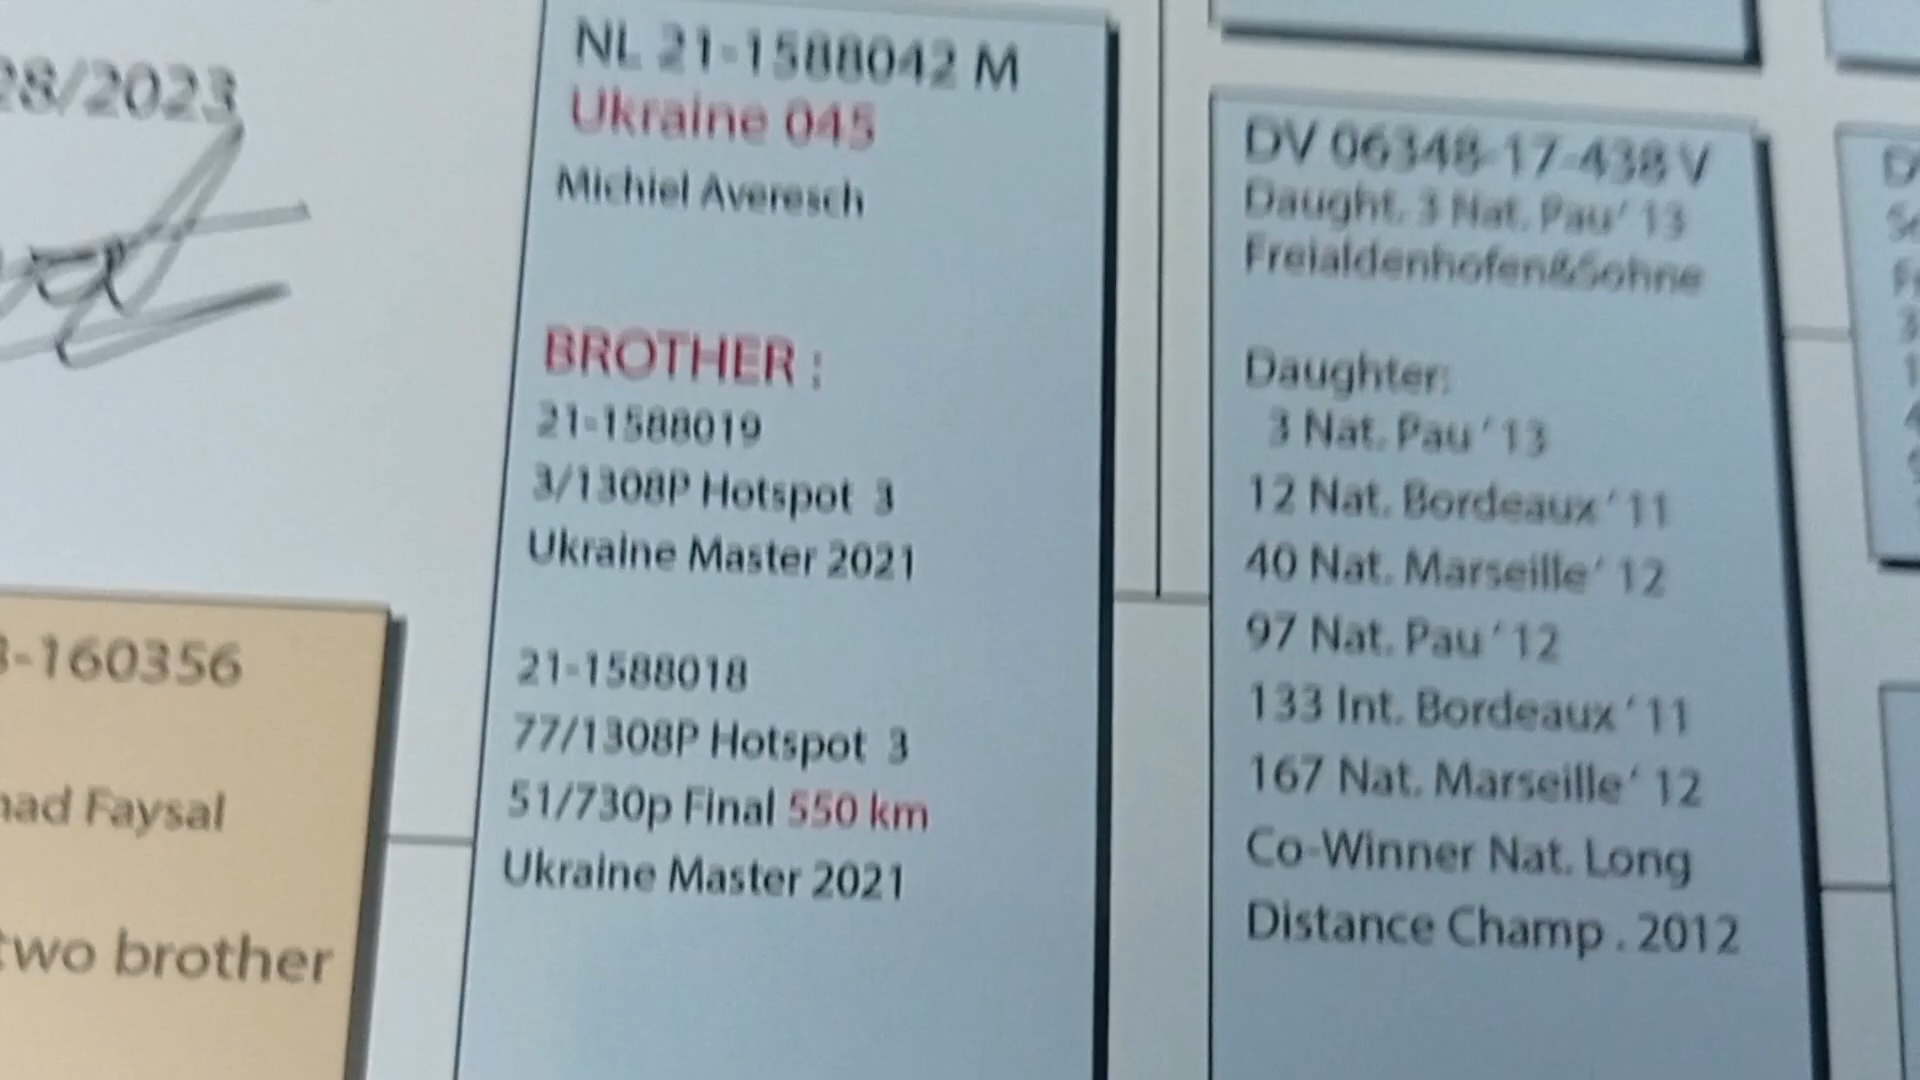 28/2023
3-160356
had Faysal
two brother
NL 21-1588042 M
Ukraine 045
Michiel Averesch
BROTHER :
21-1588019
3/1308P Hotspot 3
Ukraine Master 2021
21-1588018
77/1308P Hotspot 3
51/730p Final 550 km
Ukraine Master 2021
DV 06348-17-438 V
Daught. 3 Nat. Pau' 13
Freialdenhofen&Sohne
Daughter:
3 Nat. Pau '13
12 Nat. Bordeaux '11
40 Nat. Marseille' 12
97 Nat. Pau '12
133 Int. Bordeaux '11
167 Nat. Marseille' 12
Co-Winner Nat. Long
Distance Champ . 2012